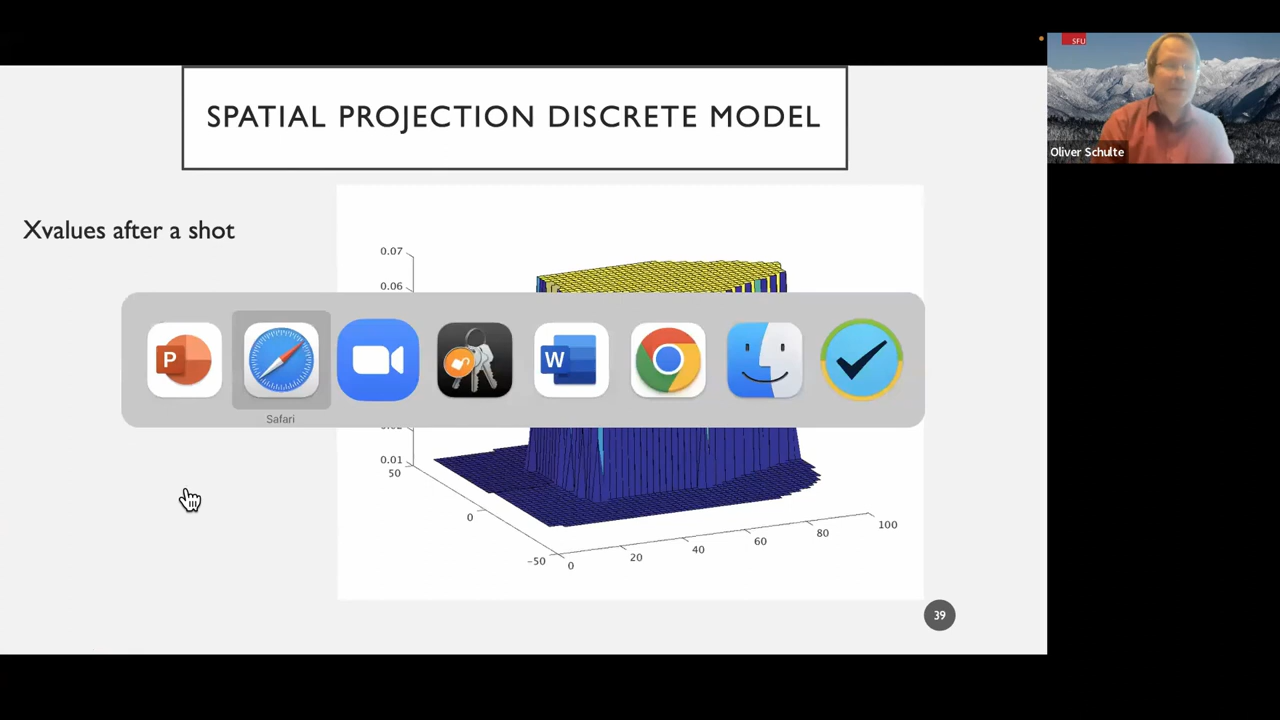 SFU
Oliver Schulte
SPATIAL PROJECTION DISCRETE MODEL
Xvalues after a shot
0.07
0.06
P
W
Safari
0.01
50
0
-50
0
20
40
60
80
100
39